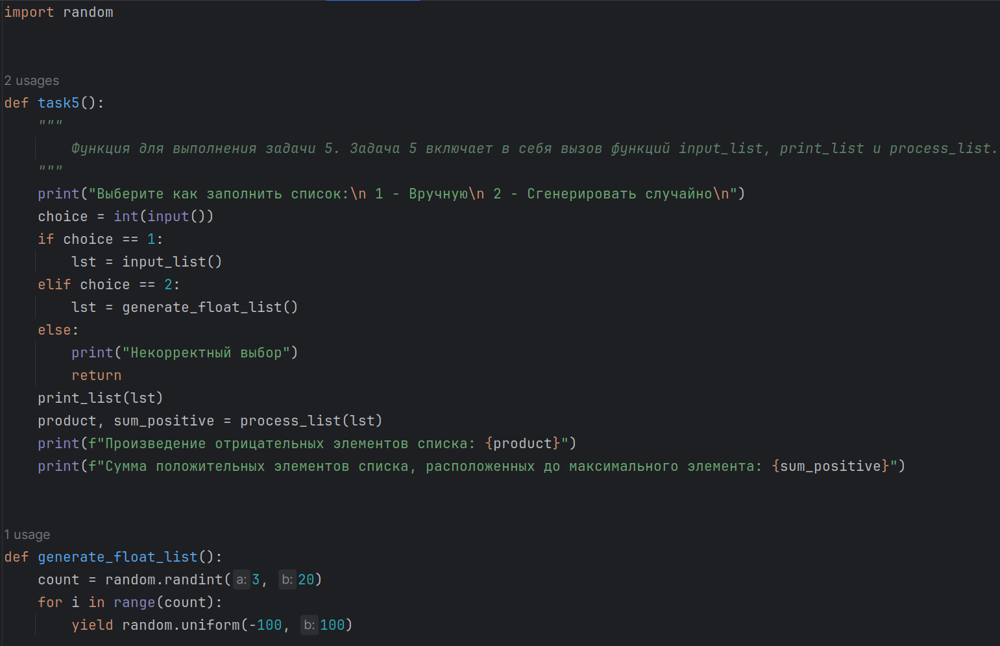 import random
2 usages
def task5():
"""
Функция для выполнения задачи 5. Задача 5 включает в себя вызов функций input_list, print_list и process_list.
"""
print("Выберите как заполнить список:\n 1 - Вручную\n 2 - Сгенерировать случайно\n")
choice = int(input())
if choice == 1:
lst = input_list()
elif choice == 2:
lst = generate_float_list()
else:
print("Некорректный выбор")
return
print_list(lst)
product, sum_positive = process_list(lst)
print(f"Произведение отрицательных элементов списка: {product}")
print(f"Сумма положительных элементов списка, расположенных до максимального элемента: {sum_positive}")
1 usage
def generate_float_list():
count = random.randint(a: 3, b: 20)
for i in range(count):
yield random.uniform(-100, b: 100)